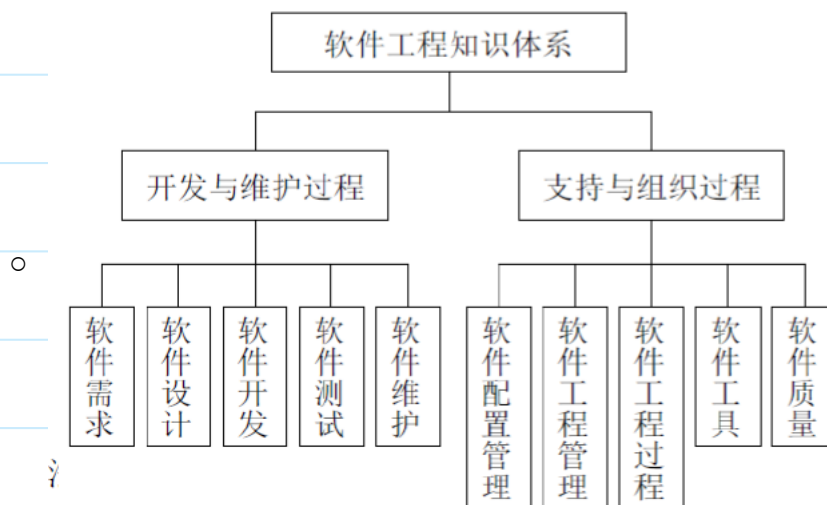 软件工程知识体系
开发与维护过程
支持与组织过程
软件需求
软件设计
软件开发
软件测试
软件维护
软件配置管理
软件工程管理
软件工程过程
软件工具
软件质量